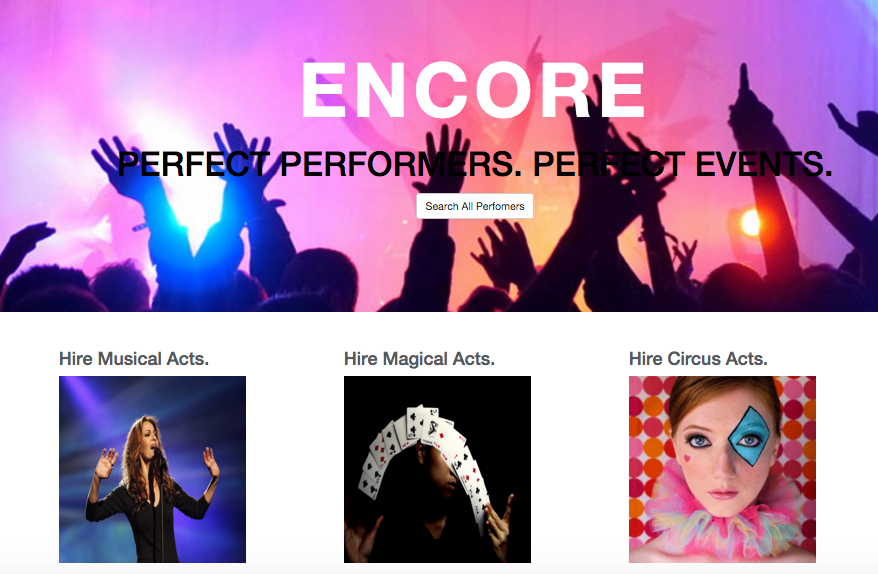 ENCORE
PERFECT PERFORMERS. PERFECT EVENTS.
Search All Perfomers
Hire Musical Acts.
Hire Magical Acts.
Hire Circus Acts.